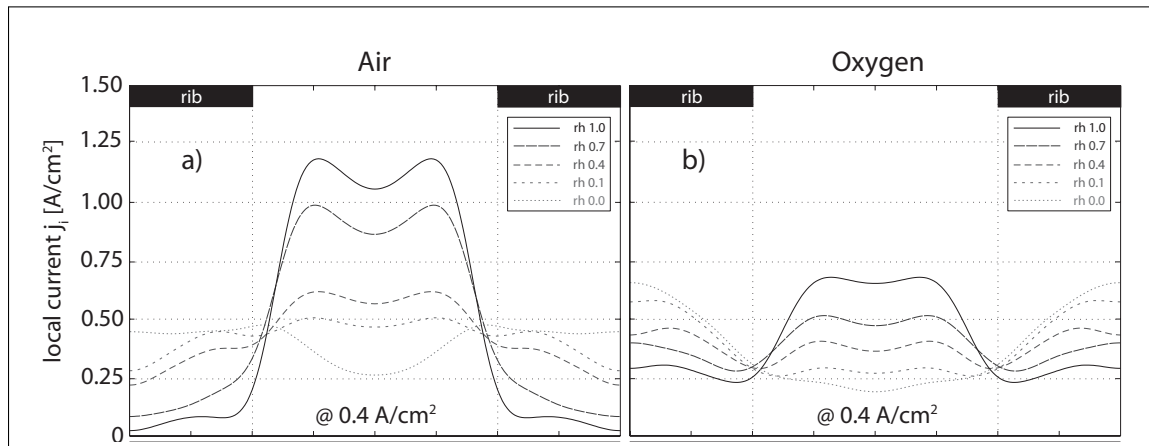 Air
Oxygen
local current jᵢ [A/cm²]
1.50
1.25
1.00
0.75
0.50
0.25
0
rib
rib
a)
rh 1.0
rh 0.7
rh 0.4
rh 0.1
rh 0.0
@ 0.4 A/cm²
rib
rib
b)
rh 1.0
rh 0.7
rh 0.4
rh 0.1
rh 0.0
@ 0.4 A/cm²